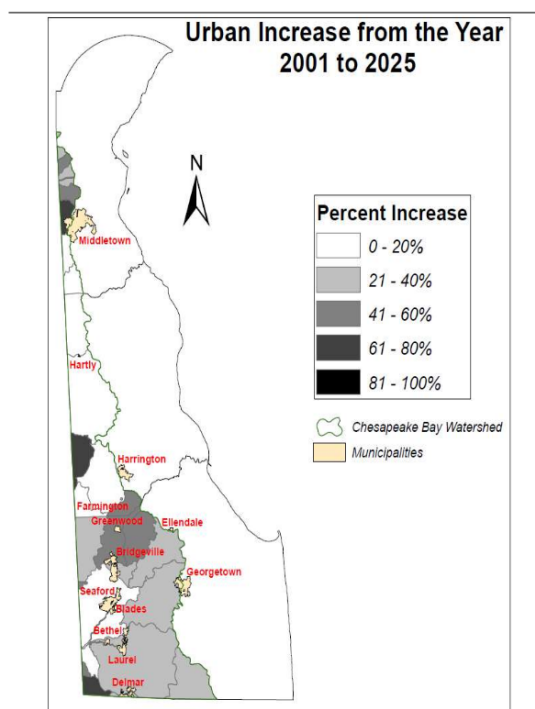 Urban Increase from the Year
2001 to 2025
N
Percent Increase
0 - 20%
21 - 40%
41 - 60%
61 - 80%
81 - 100%
Chesapeake Bay Watershed
Municipalities
Middletown
Hartly
Harrington
Farmington
Greenwood
Ellendale
Bridgeville
Georgetown
Seaford
Blades
Bethel
Laurel
Delmar